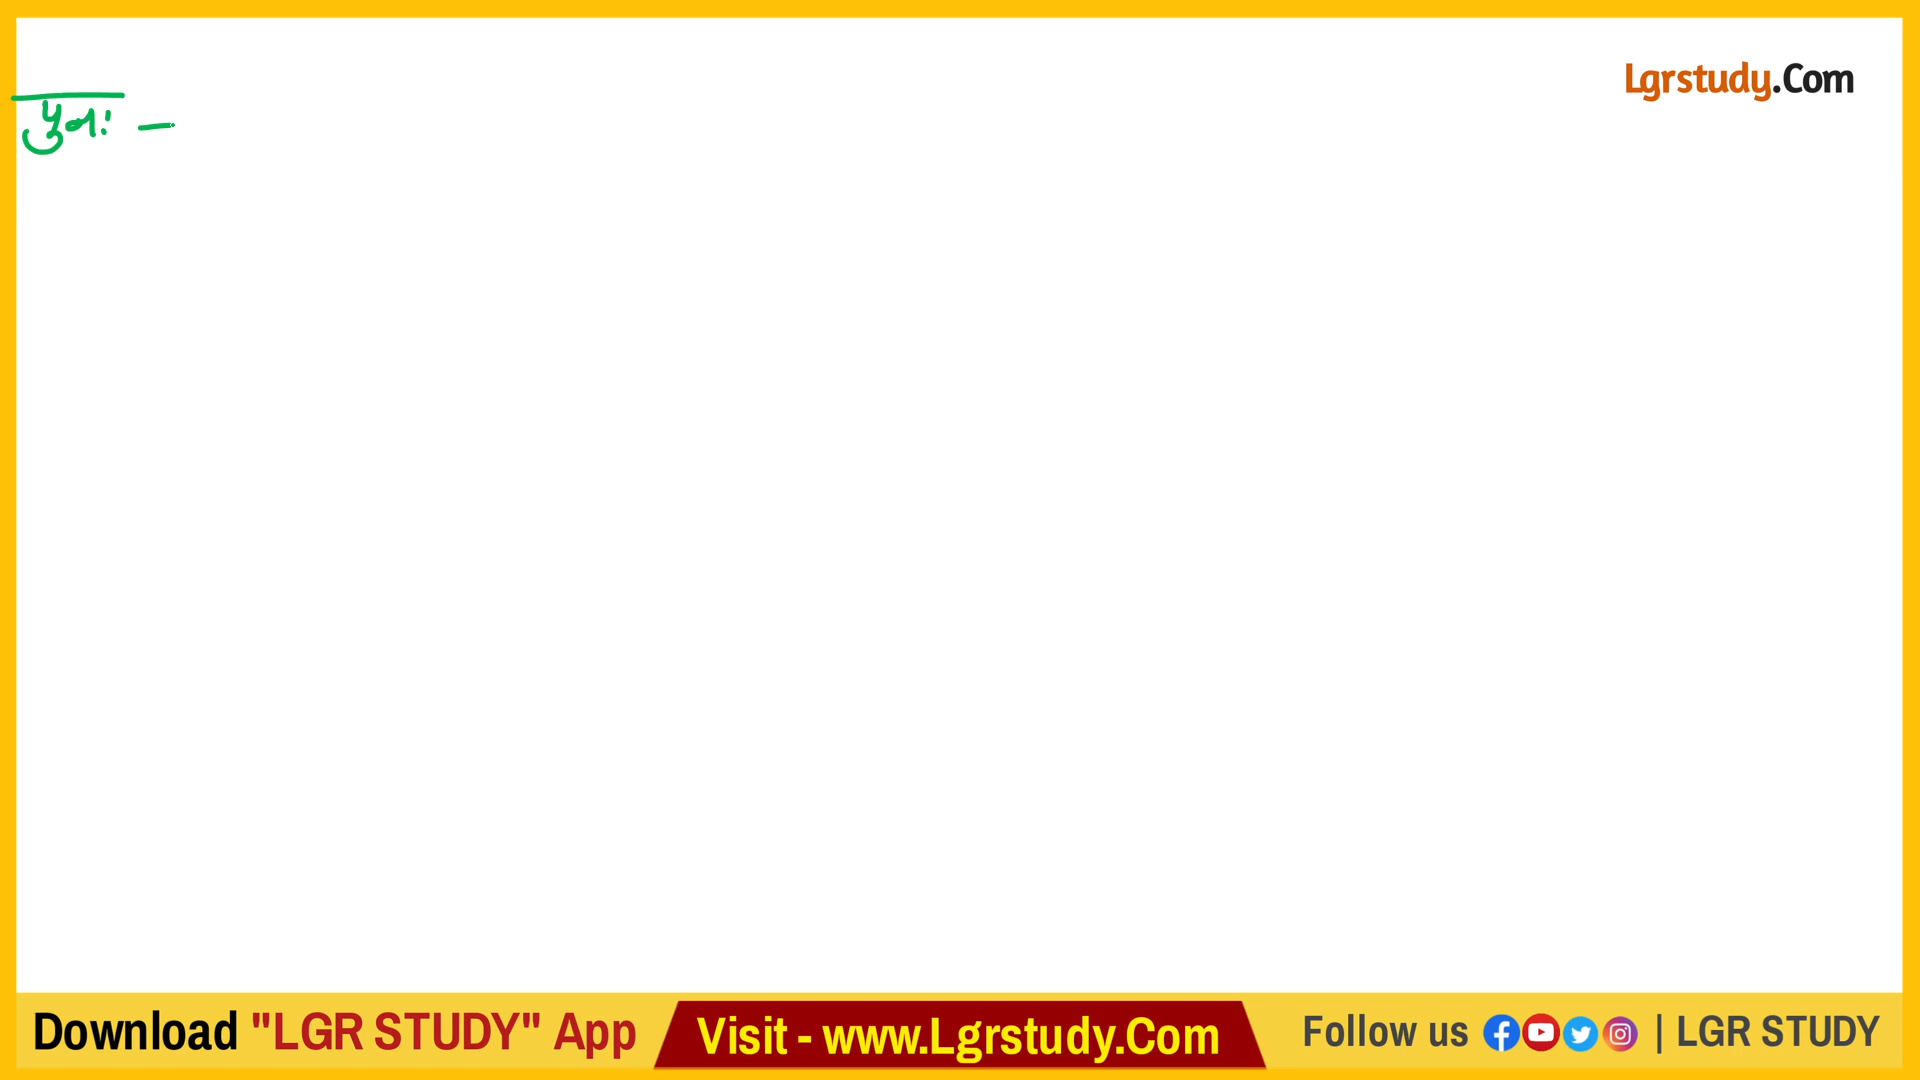 Lgrstudy.Com
पुनः —
Download "LGR STUDY" App
Visit - www.Lgrstudy.Com
Follow us | LGR STUDY